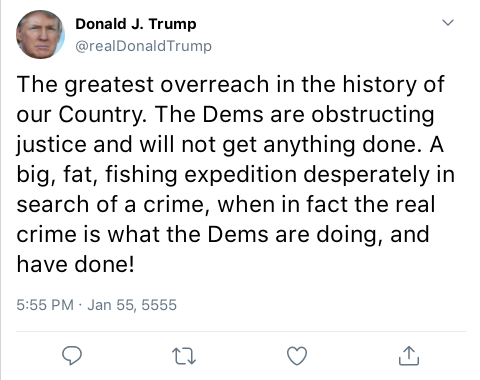 Donald J. Trump
@realDonaldTrump
The greatest overreach in the history of
our Country. The Dems are obstructing
justice and will not get anything done. A
big, fat, fishing expedition desperately in
search of a crime, when in fact the real
crime is what the Dems are doing, and
have done!
5:55 PM · Jan 55, 5555